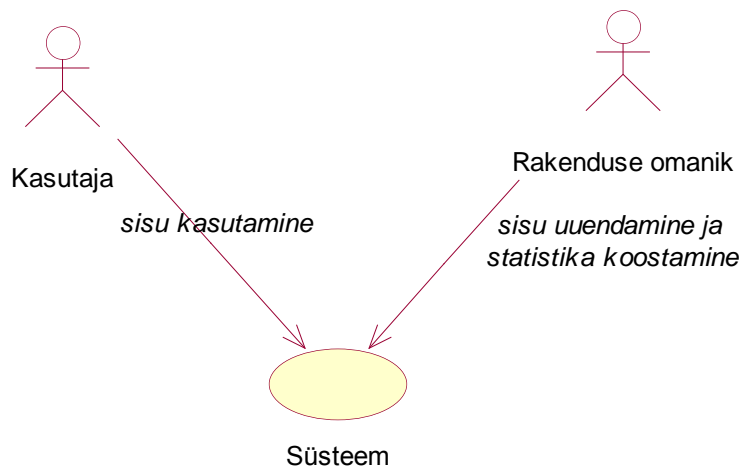 Kasutaja
Rakenduse omanik
sisu kasutamine
sisu uuendamine ja
statistika koostamine
Süsteem